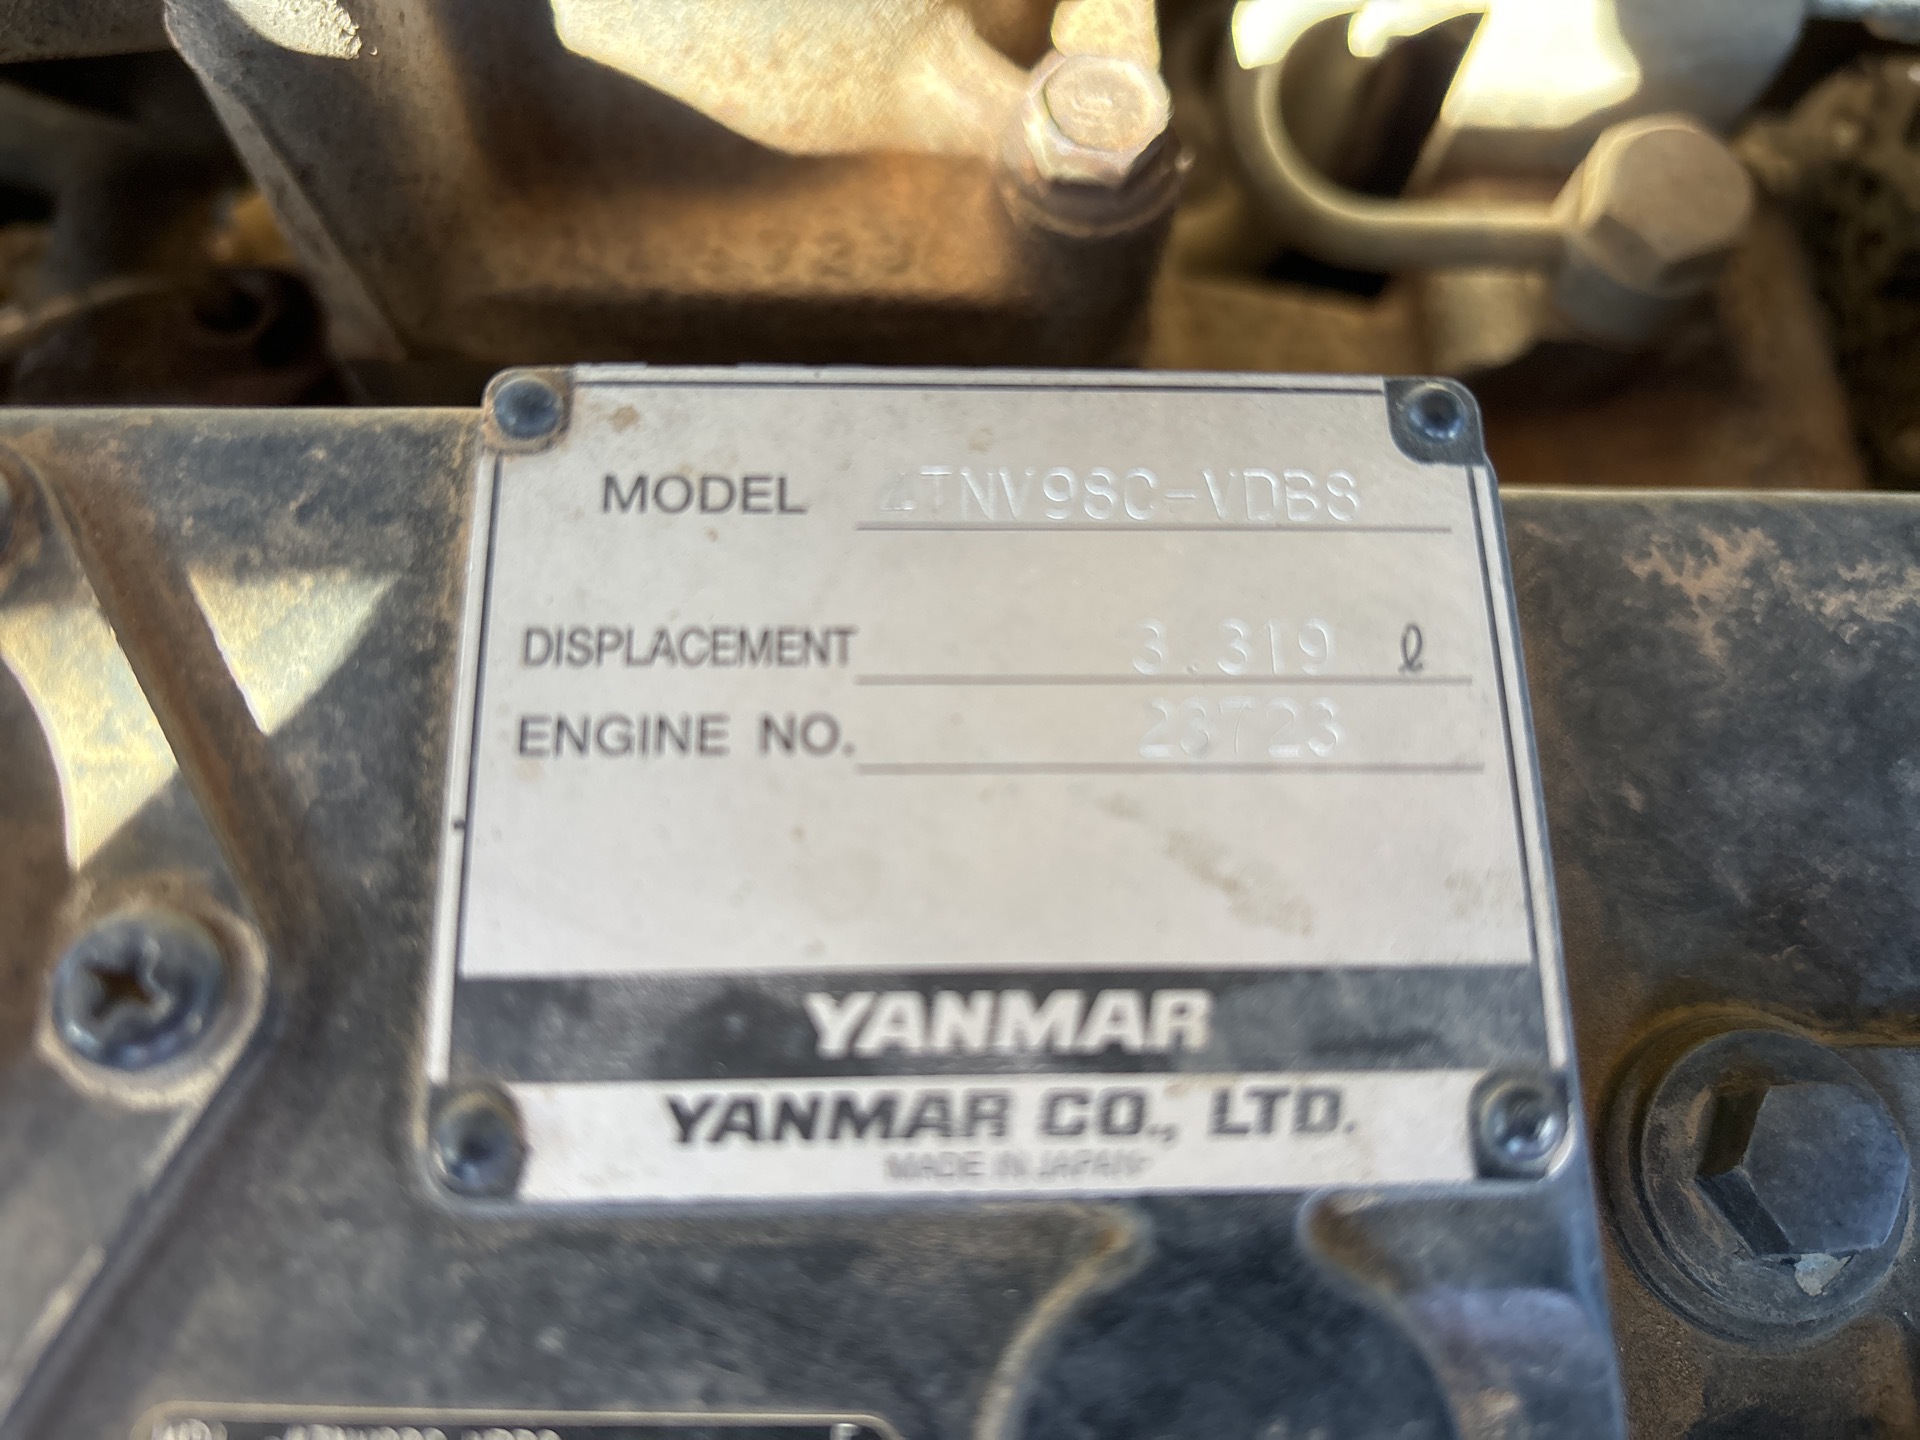 MODEL 4TNV98C-VDB8
DISPLACEMENT 3.319 ℓ
ENGINE NO. 23723
YANMAR
YANMAR CO., LTD.
MADE IN JAPAN